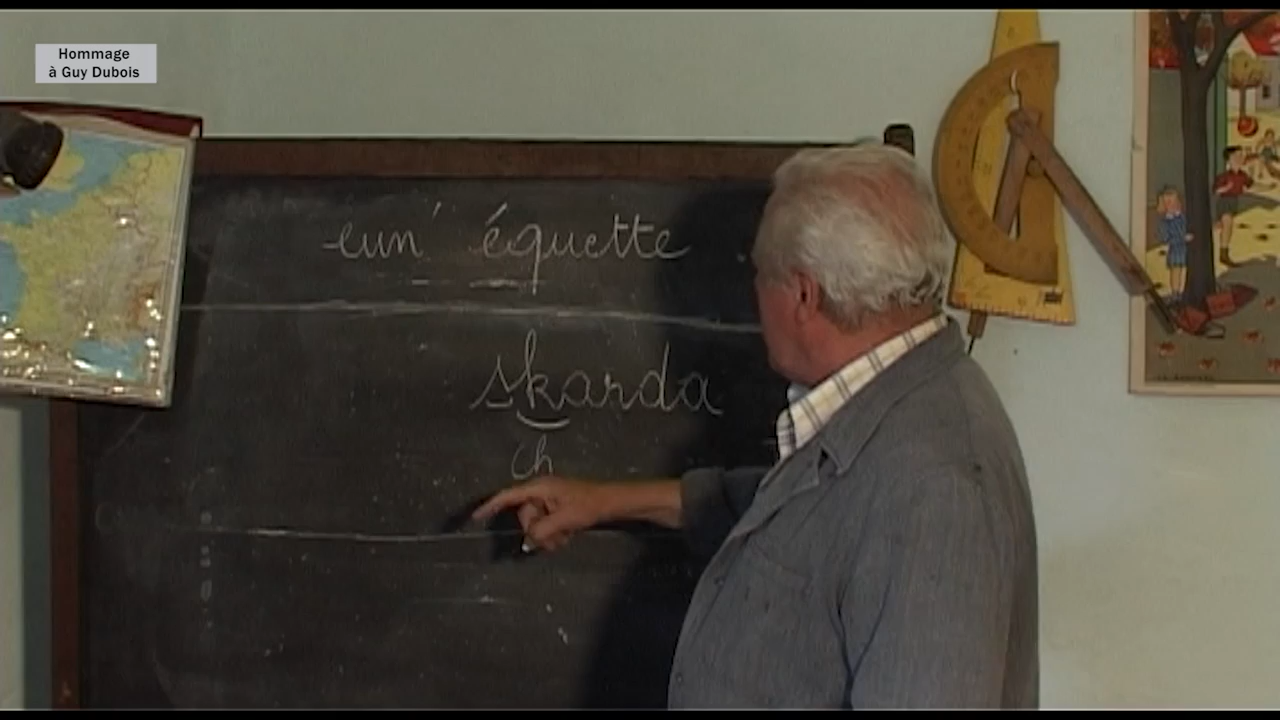 Hommage
à Guy Dubois
eun' équette
skarda
ch